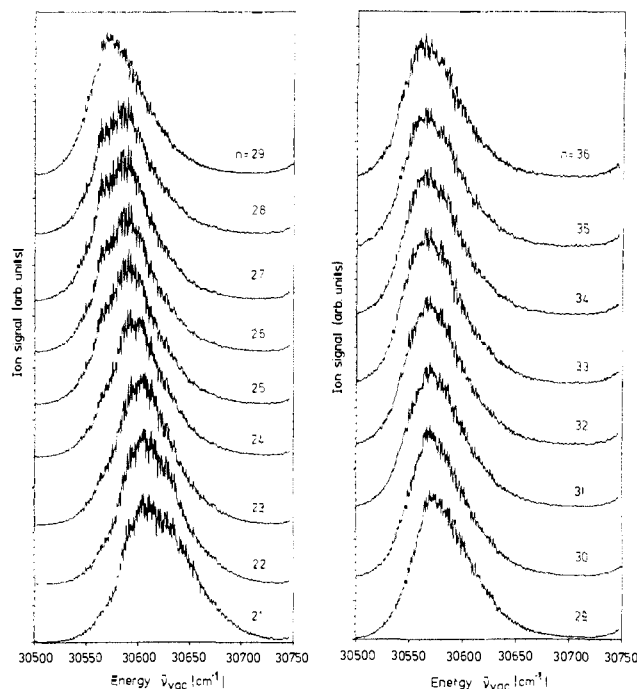 Ion signal (arb units)
n=29
28
27
26
25
24
23
22
21
30500 30550 30600 30650 30700 30750
Energy ν̃vac [cm⁻¹]
Ion signal (arb units)
n=36
35
34
33
32
31
30
29
30500 30550 30600 30650 30700 30750
Energy ν̃vac [cm⁻¹]